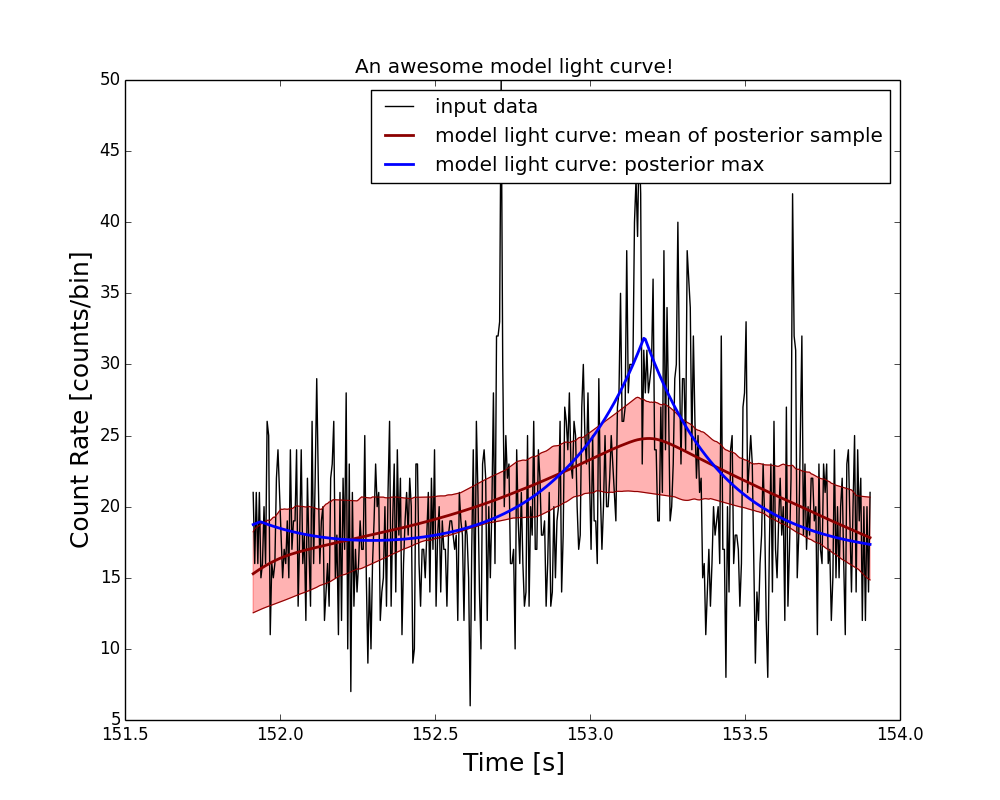 An awesome model light curve!
input data
model light curve: mean of posterior sample
model light curve: posterior max
50
45
40
35
30
25
20
15
10
5
Count Rate [counts/bin]
151.5 152.0 152.5 153.0 153.5 154.0
Time [s]